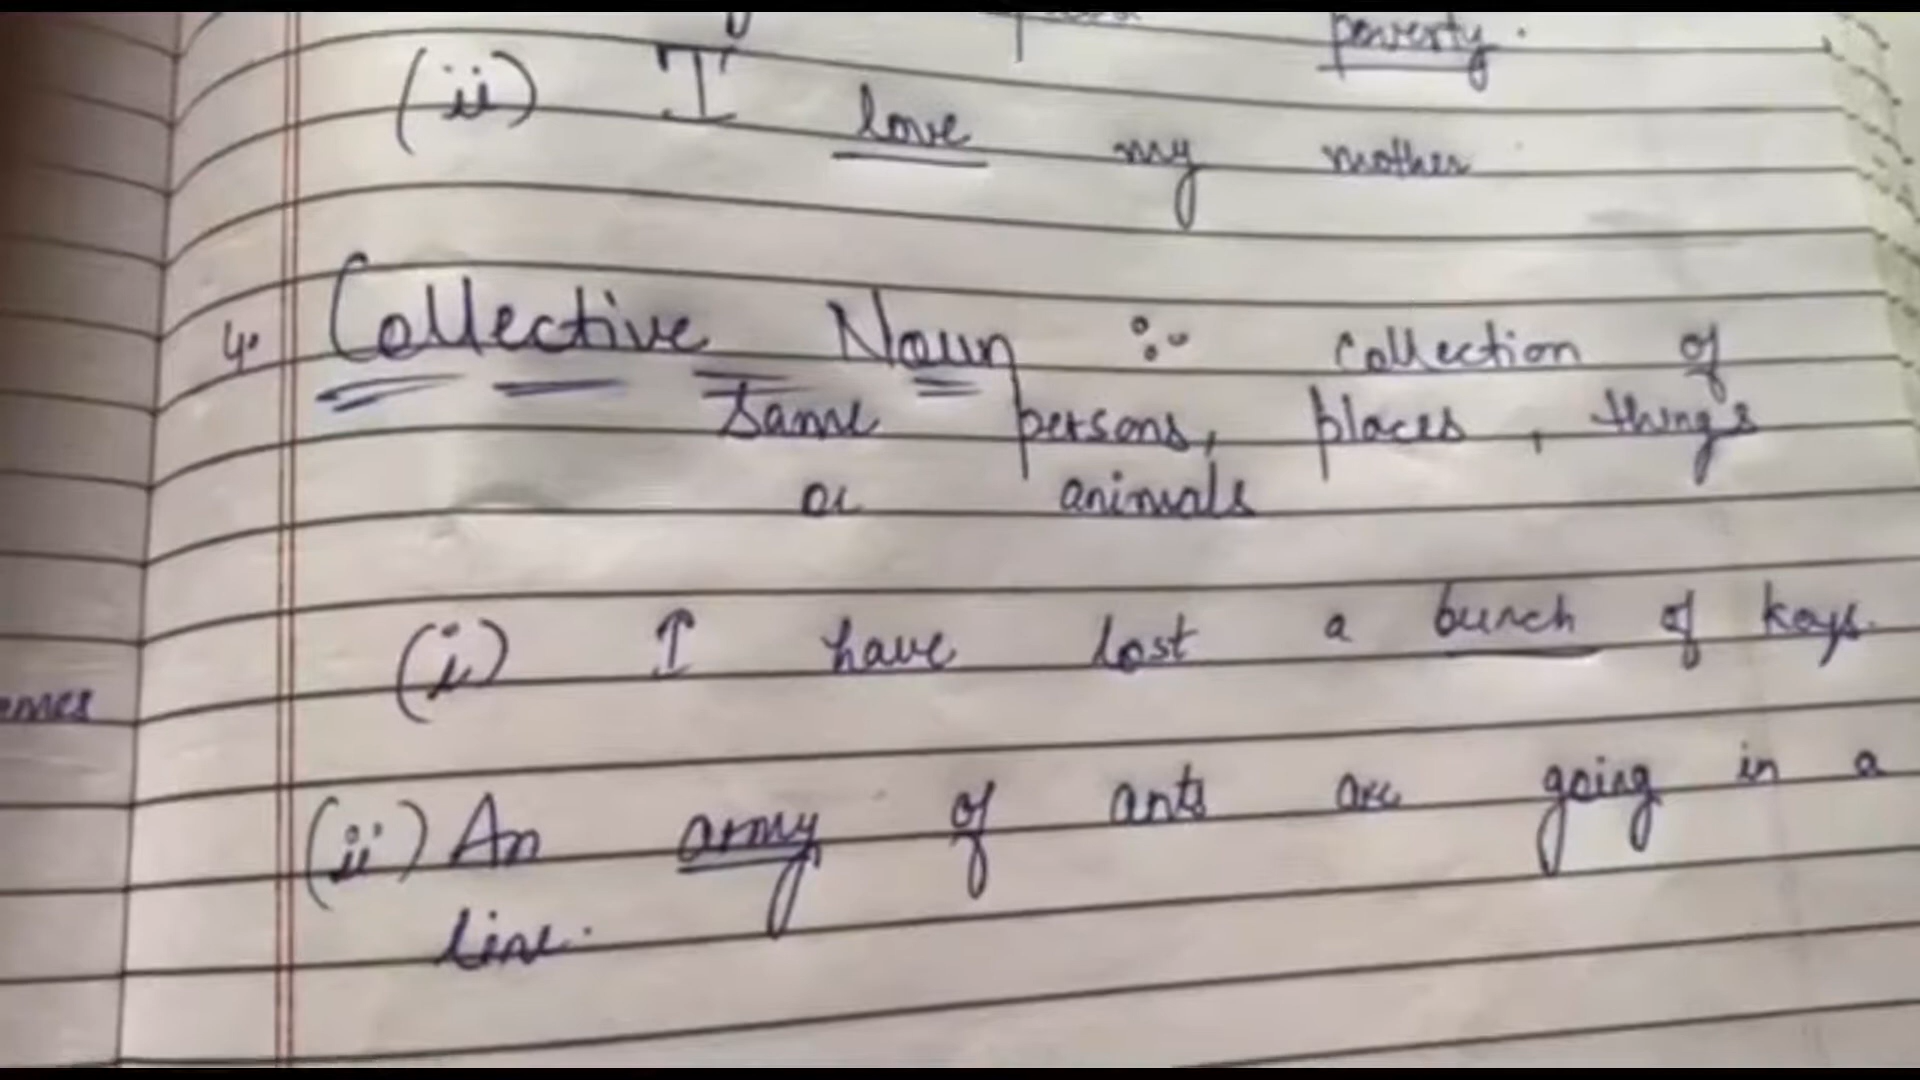 poverty.
(ii) I love my mother
4. Collective Noun :- Collection of
same persons, places, things
or animals
(i) I have lost a bunch of keys.
(ii) An army of ants are going in a
line.